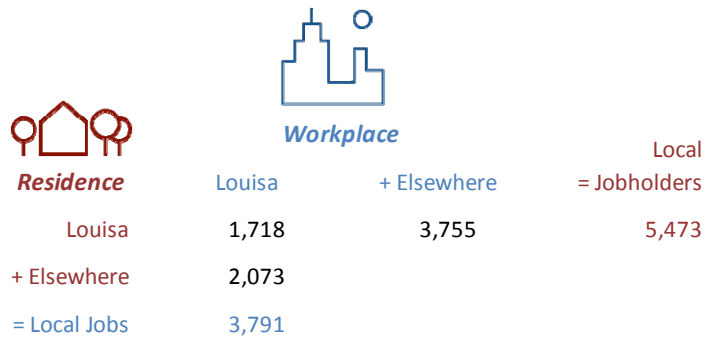 Workplace
Local
Residence Louisa + Elsewhere = Jobholders
Louisa 1,718 3,755 5,473
+ Elsewhere 2,073
= Local Jobs 3,791